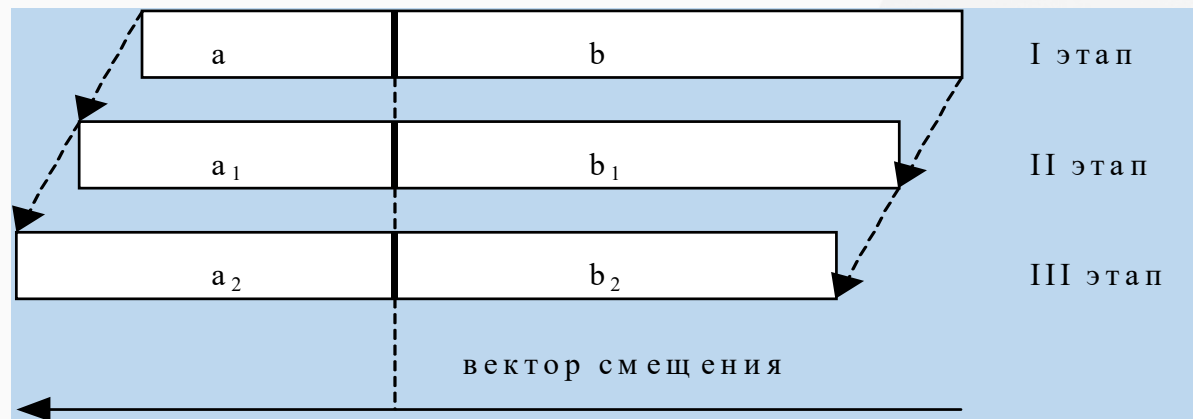 a b I этап
a₁ b₁ II этап
a₂ b₂ III этап
вектор смещения